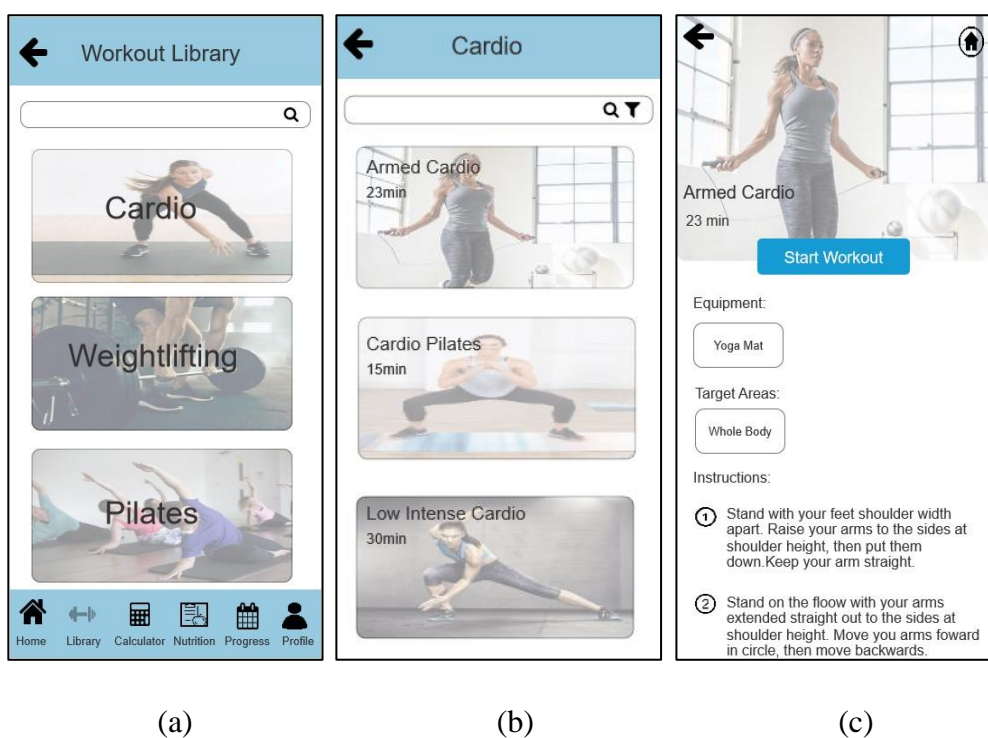 Workout Library
Cardio
Weightlifting
Pilates
Home Library Calculator Nutrition Progress Profile
Cardio
Armed Cardio
23min
Cardio Pilates
15min
Low Intense Cardio
30min
Armed Cardio
23 min
Start Workout
Equipment:
Yoga Mat
Target Areas:
Whole Body
Instructions:
1 Stand with your feet shoulder width
apart. Raise your arms to the sides at
shoulder height, then put them
down.Keep your arm straight.
2 Stand on the floow with your arms
extended straight out to the sides at
shoulder height. Move you arms foward
in circle, then move backwards.
(a) (b) (c)